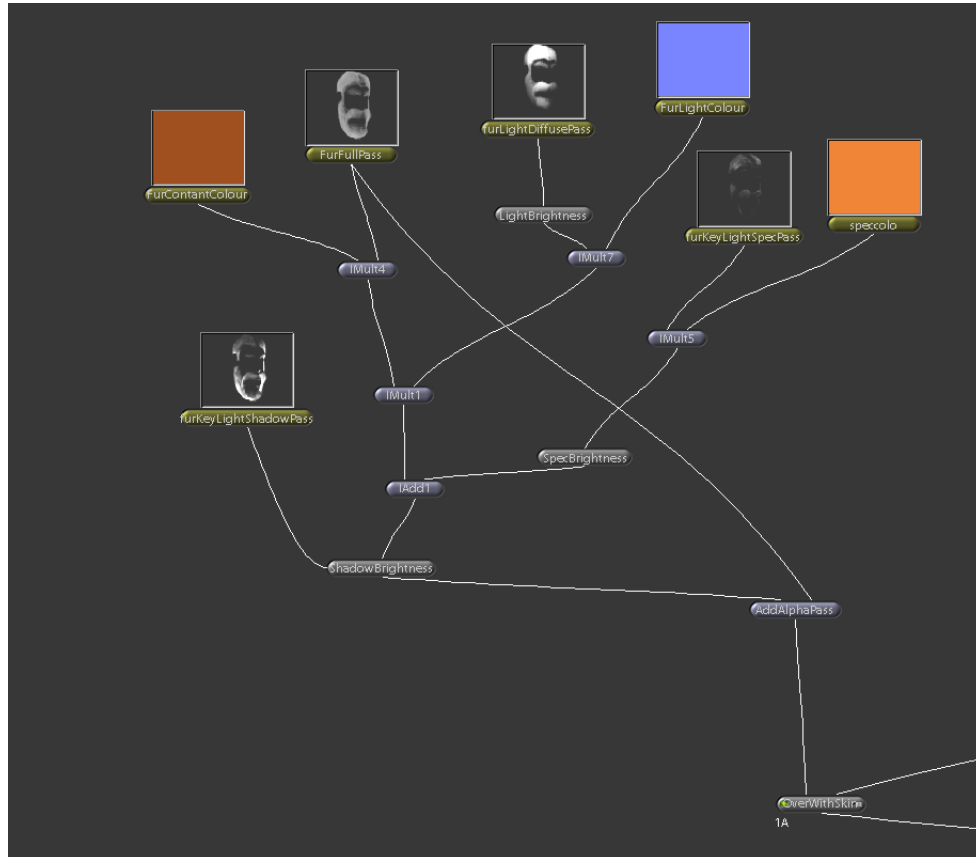 FurLightColour
furLightDiffusePass
FurFullPass
FurContantColour
LightBrightness
speccolo
furKeyLightSpecPass
IMult7
IMult4
IMult5
IMult1
furKeyLightShadowPass
SpecBrightness
IAdd1
ShadowBrightness
AddAlphaPass
OverWithSkin
1A